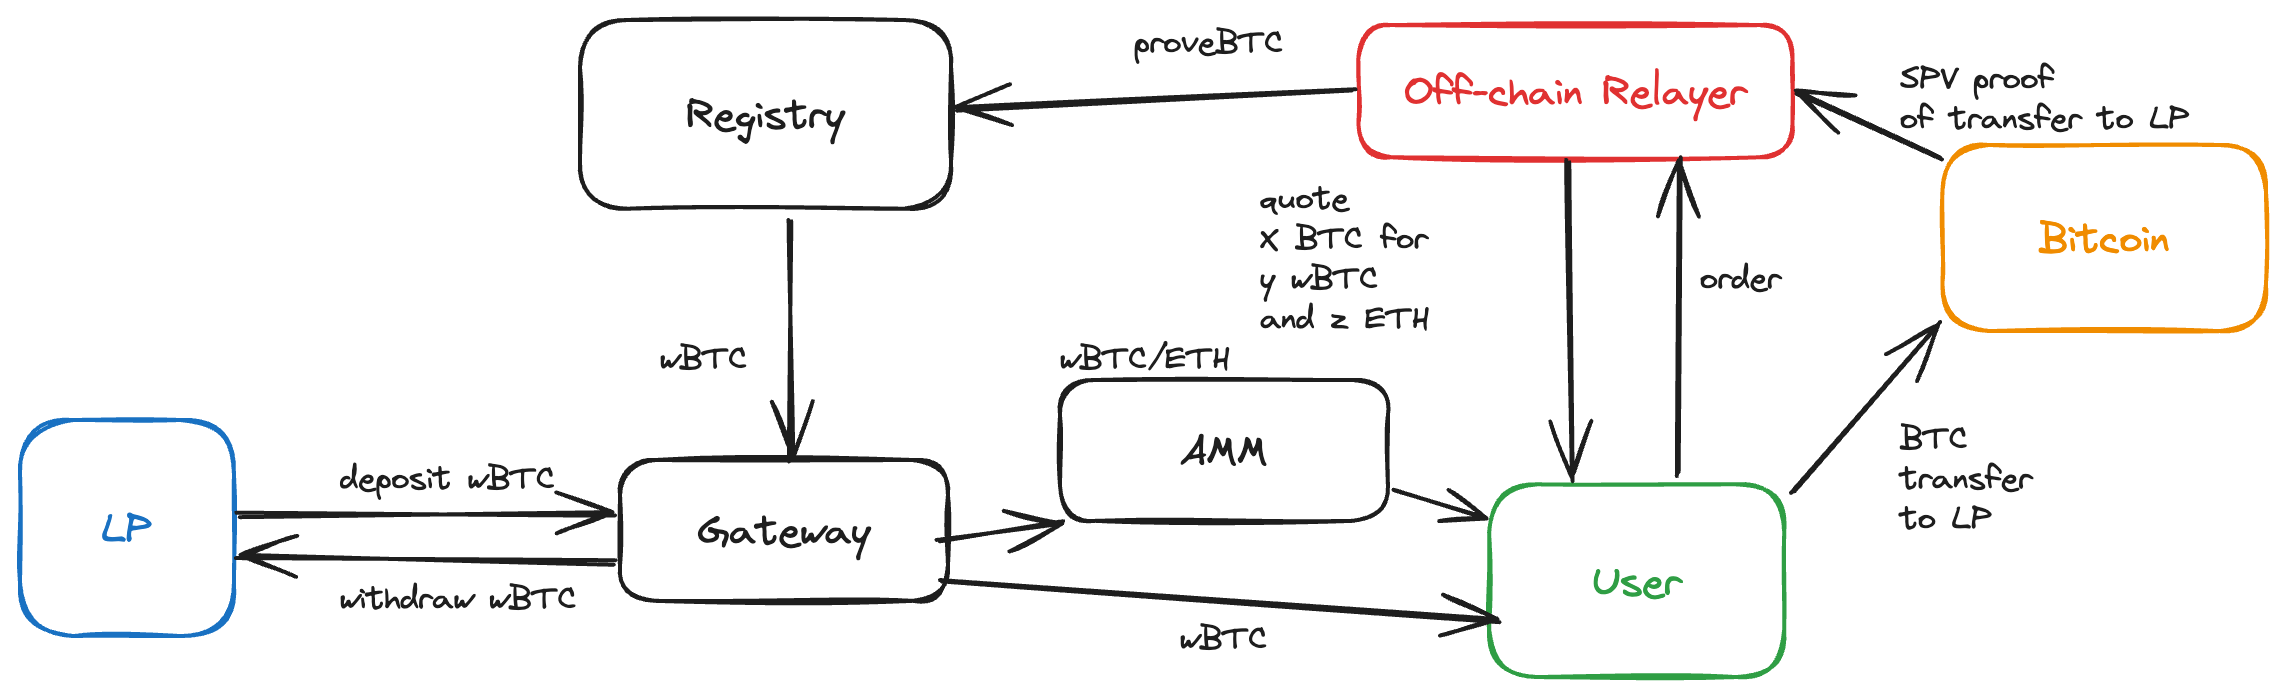 proveBTC
Registry
Off-chain Relayer
SPV proof
of transfer to LP
Bitcoin
quote
x BTC for
y wBTC
and z ETH
order
wBTC
wBTC/ETH
AMM
BTC
transfer
to LP
LP
deposit wBTC
withdraw wBTC
Gateway
User
wBTC